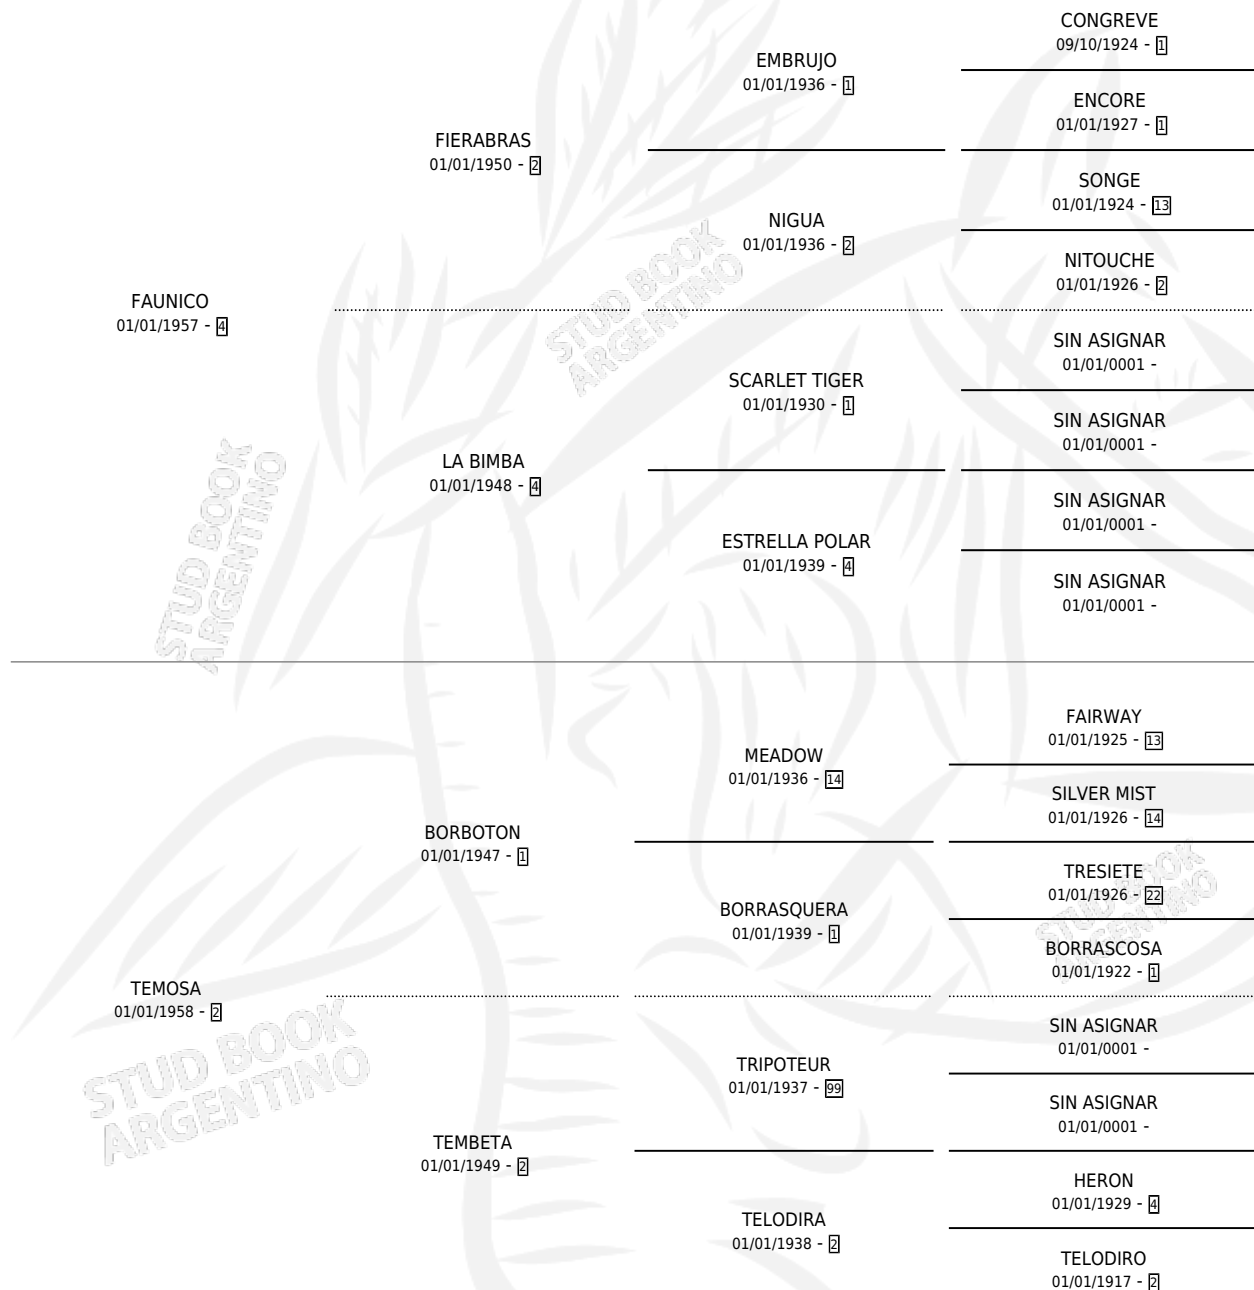 CONGREVE
09/10/1924 - 1
EMBRUJO
01/01/1936 - 1
ENCORE
01/01/1927 - 1
FIERABRAS
01/01/1950 - 2
SONGE
01/01/1924 - 13
NIGUA
01/01/1936 - 2
NITOUCHE
01/01/1926 - 2
FAUNICO
01/01/1957 - 4
SIN ASIGNAR
01/01/0001 -
SCARLET TIGER
01/01/1930 - 1
SIN ASIGNAR
01/01/0001 -
LA BIMBA
01/01/1948 - 4
SIN ASIGNAR
01/01/0001 -
ESTRELLA POLAR
01/01/1939 - 4
SIN ASIGNAR
01/01/0001 -
STUD BOOK
ARGENTINO
STUD BOOK
ARGENTINO
FAIRWAY
01/01/1925 - 13
MEADOW
01/01/1936 - 14
SILVER MIST
01/01/1926 - 14
BORBOTON
01/01/1947 - 1
TRESIETE
01/01/1926 - 22
BORRASQUERA
01/01/1939 - 1
BORRASCOSA
01/01/1922 - 1
TEMOSA
01/01/1958 - 2
SIN ASIGNAR
01/01/0001 -
TRIPOTEUR
01/01/1937 - 99
SIN ASIGNAR
01/01/0001 -
TEMBETA
01/01/1949 - 2
HERON
01/01/1929 - 4
TELODIRA
01/01/1938 - 2
TELODIRO
01/01/1917 - 2
STUD BOOK
ARGENTINO
STUD BOOK
ARGENTINO